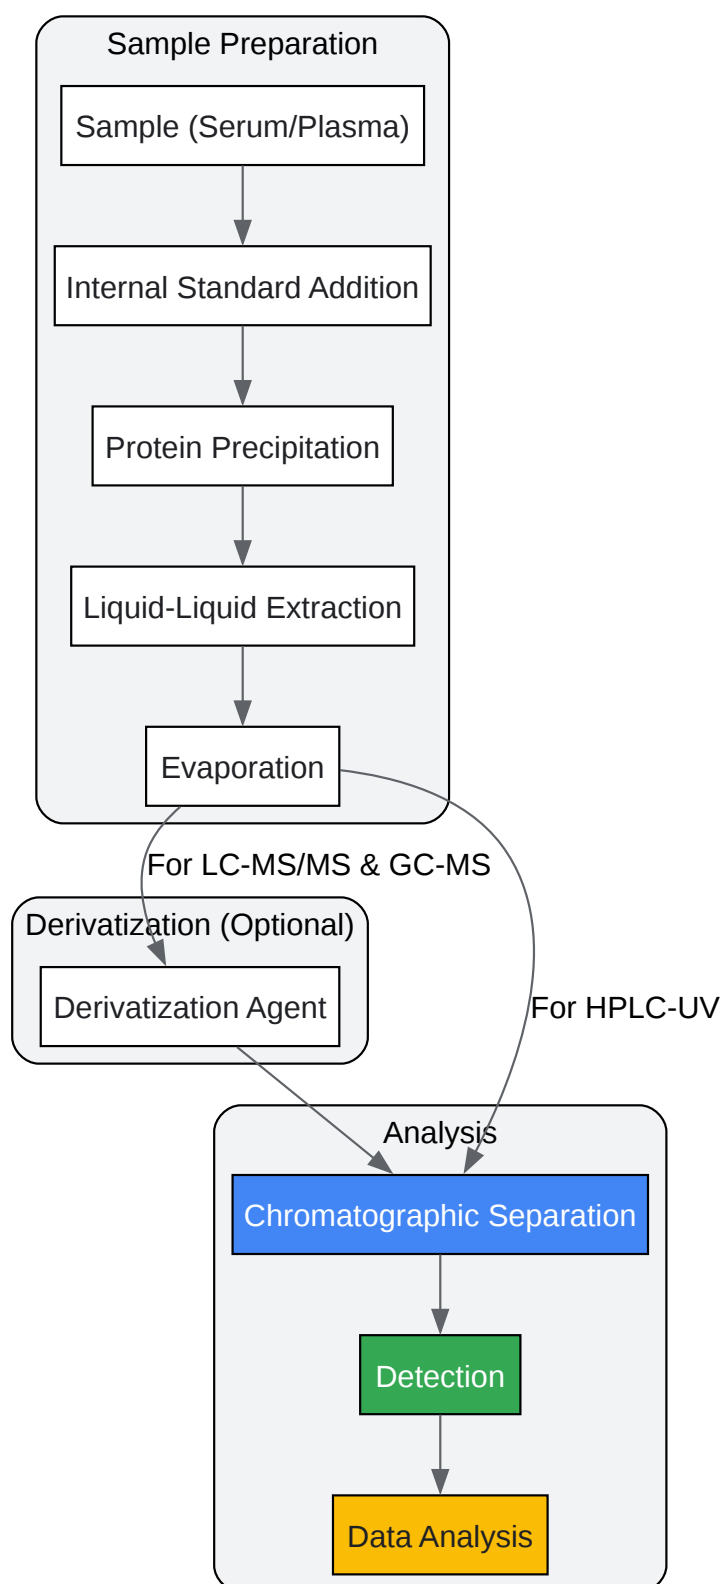 Sample Preparation
Sample (Serum/Plasma)
Internal Standard Addition
Protein Precipitation
Liquid-Liquid Extraction
Evaporation
For LC-MS/MS & GC-MS
Derivatization (Optional)
Derivatization Agent
For HPLC-UV
Analysis
Chromatographic Separation
Detection
Data Analysis